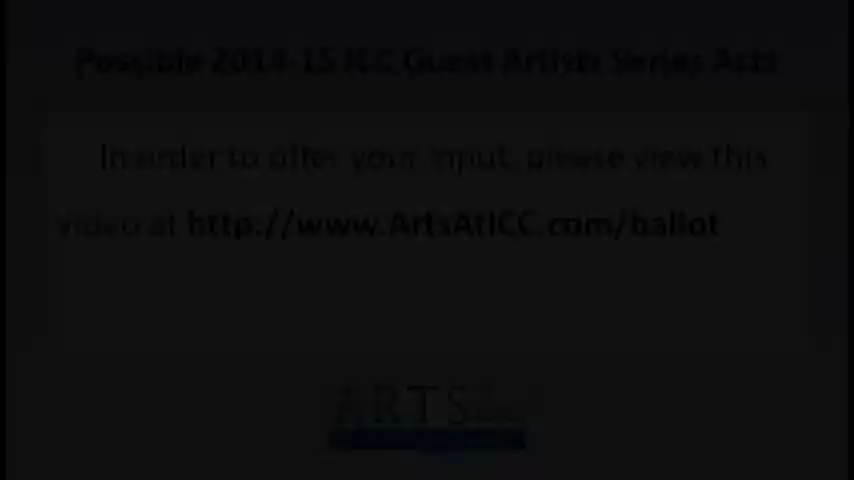 Possible 2014-15 ICC Guest Artists Series Acts
In order to offer your input, please view this
video at http://www.ArtsAtICC.com/ballot
ARTS